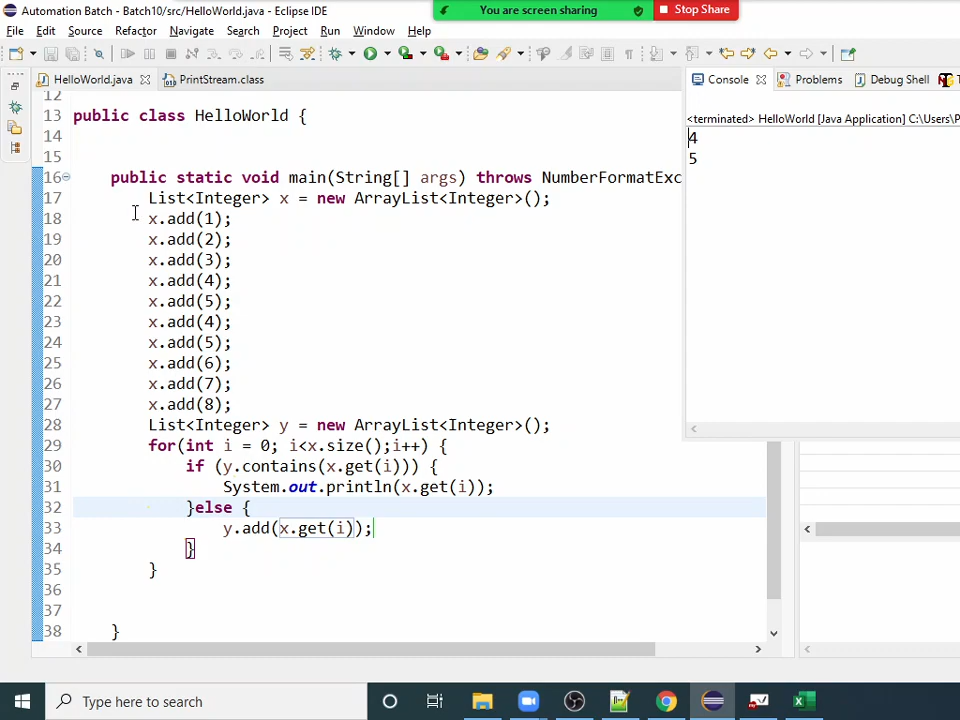 Automation Batch - Batch10/src/HelloWorld.java - Eclipse IDE
You are screen sharing
Stop Share
File Edit Source Refactor Navigate Search Project Run Window Help
HelloWorld.java PrintStream.class
Console Problems Debug Shell
<terminated> HelloWorld [Java Application] C:\Users\P
4
5
12
13 public class HelloWorld {
14
15
16 public static void main(String[] args) throws NumberFormatExc
17 List<Integer> x = new ArrayList<Integer>();
18 x.add(1);
19 x.add(2);
20 x.add(3);
21 x.add(4);
22 x.add(5);
23 x.add(4);
24 x.add(5);
25 x.add(6);
26 x.add(7);
27 x.add(8);
28 List<Integer> y = new ArrayList<Integer>();
29 for(int i = 0; i<x.size();i++) {
30 if (y.contains(x.get(i))) {
31 System.out.println(x.get(i));
32 }else {
33 y.add(x.get(i));
34 }
35 }
36
37
38 }
Type here to search